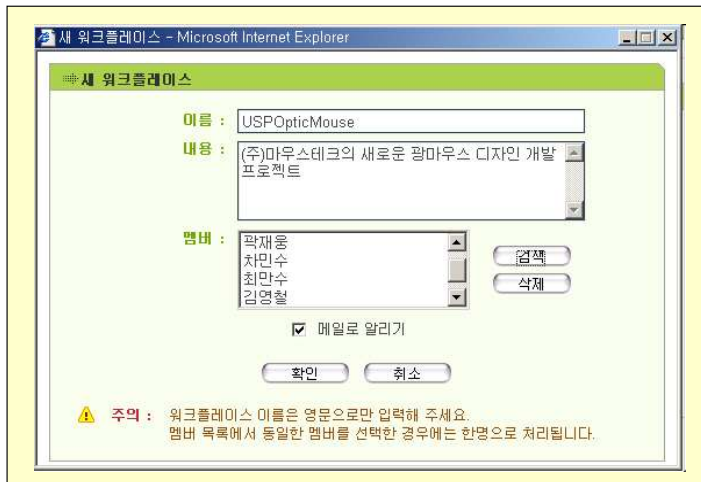 새 워크플레이스 - Microsoft Internet Explorer
새 워크플레이스
이름 : USPOpticMouse
내용 : (주)마우스테크의 새로운 광마우스 디자인 개발
프로젝트
멤버 : 곽재웅
차민수
최만수
김영철
검색
삭제
메일로 알리기
확인 취소
주의 : 워크플레이스 이름은 영문으로만 입력해 주세요.
멤버 목록에서 동일한 멤버를 선택한 경우에는 한명으로 처리됩니다.